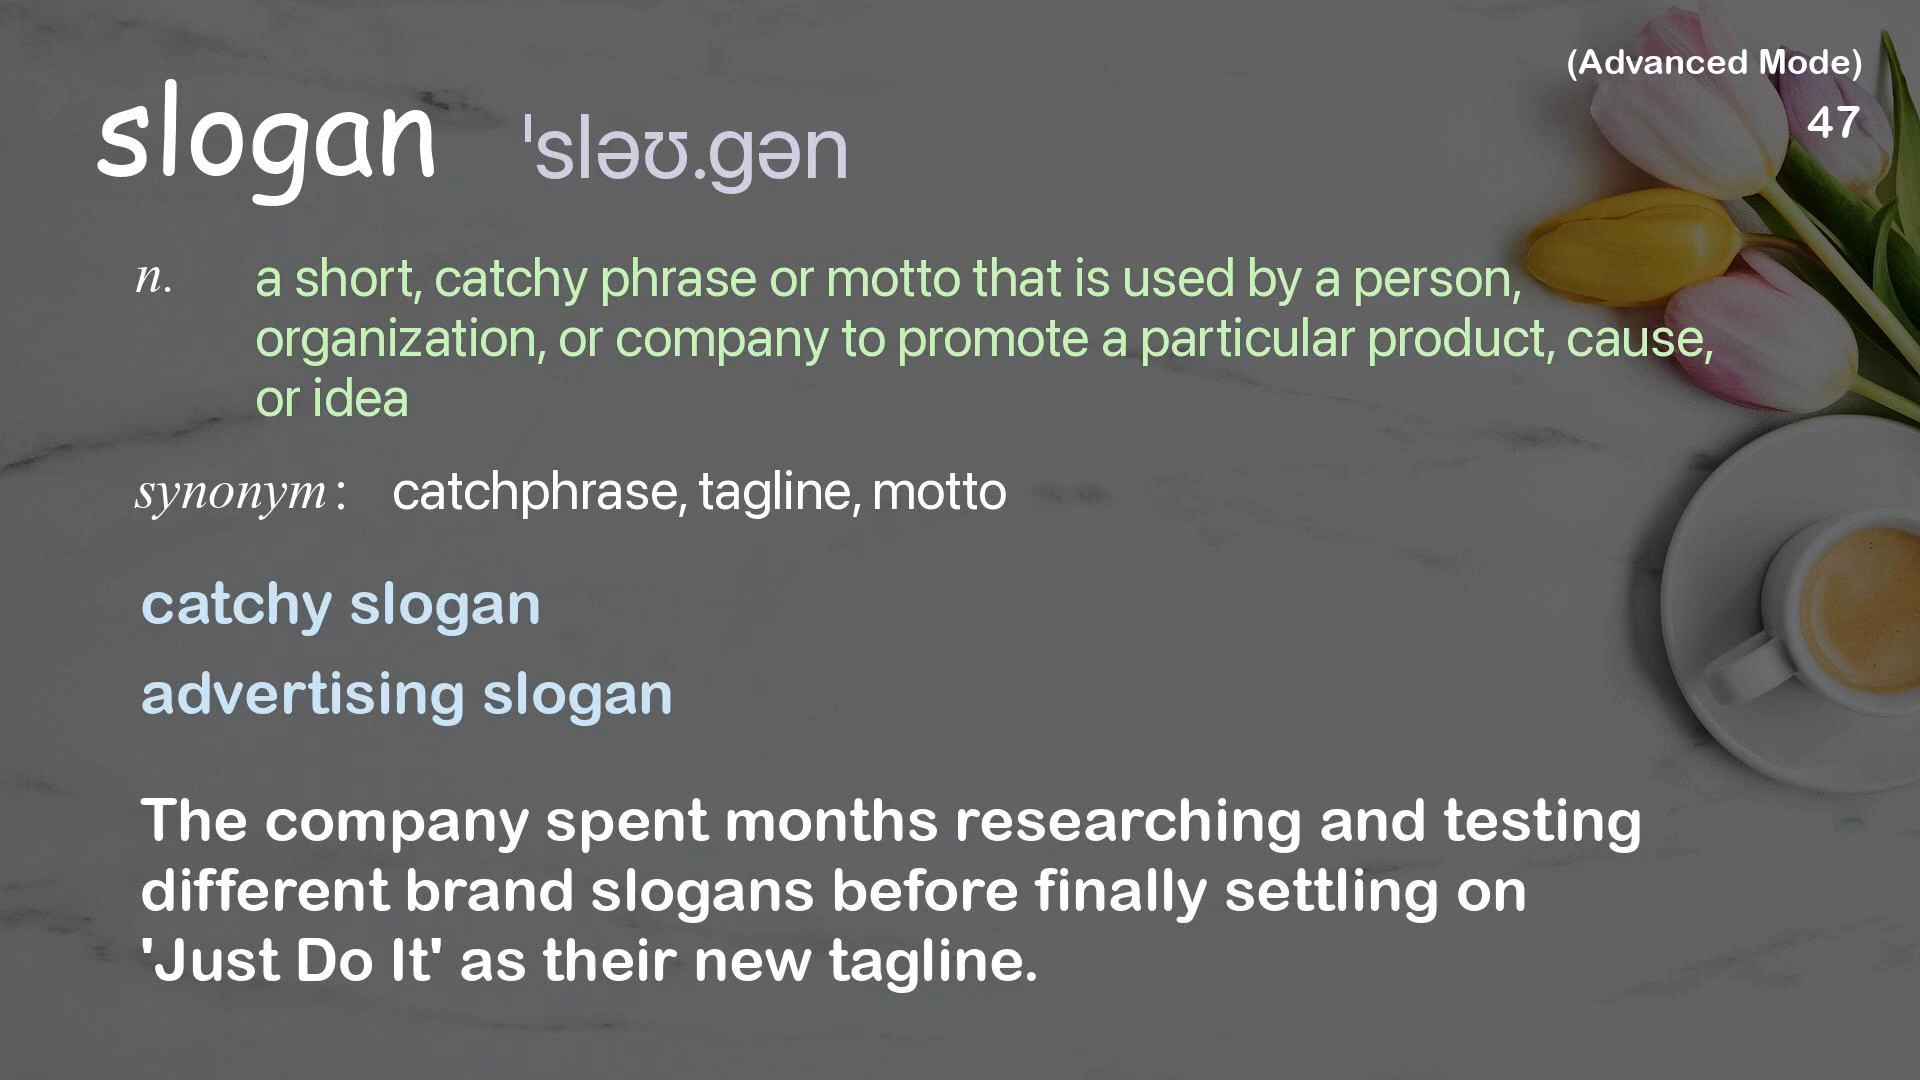 (Advanced Mode)
47
slogan ˈsləʊ.gən
n. a short, catchy phrase or motto that is used by a person,
organization, or company to promote a particular product, cause,
or idea
synonym: catchphrase, tagline, motto
catchy slogan
advertising slogan
The company spent months researching and testing
different brand slogans before finally settling on
'Just Do It' as their new tagline.